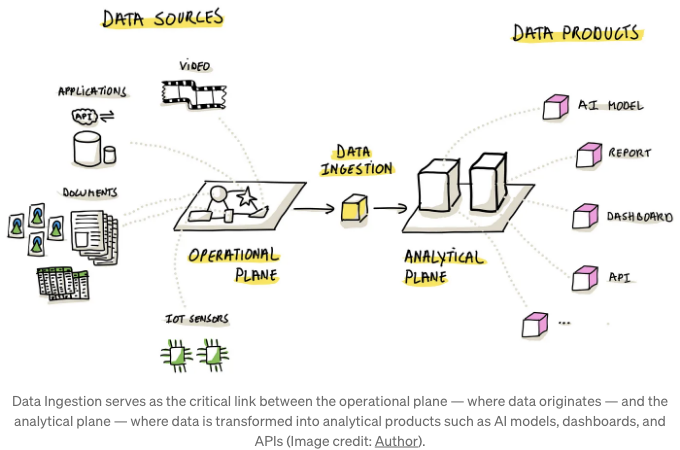 DATA SOURCES
DATA PRODUCTS
VIDEO
APPLICATIONS
API
DOCUMENTS
DATA
INGESTION
OPERATIONAL
PLANE
ANALYTICAL
PLANE
IOT SENSORS
AI MODEL
REPORT
DASHBOARD
API
...
Data Ingestion serves as the critical link between the operational plane — where data originates — and the
analytical plane — where data is transformed into analytical products such as AI models, dashboards, and
APIs (Image credit: Author).